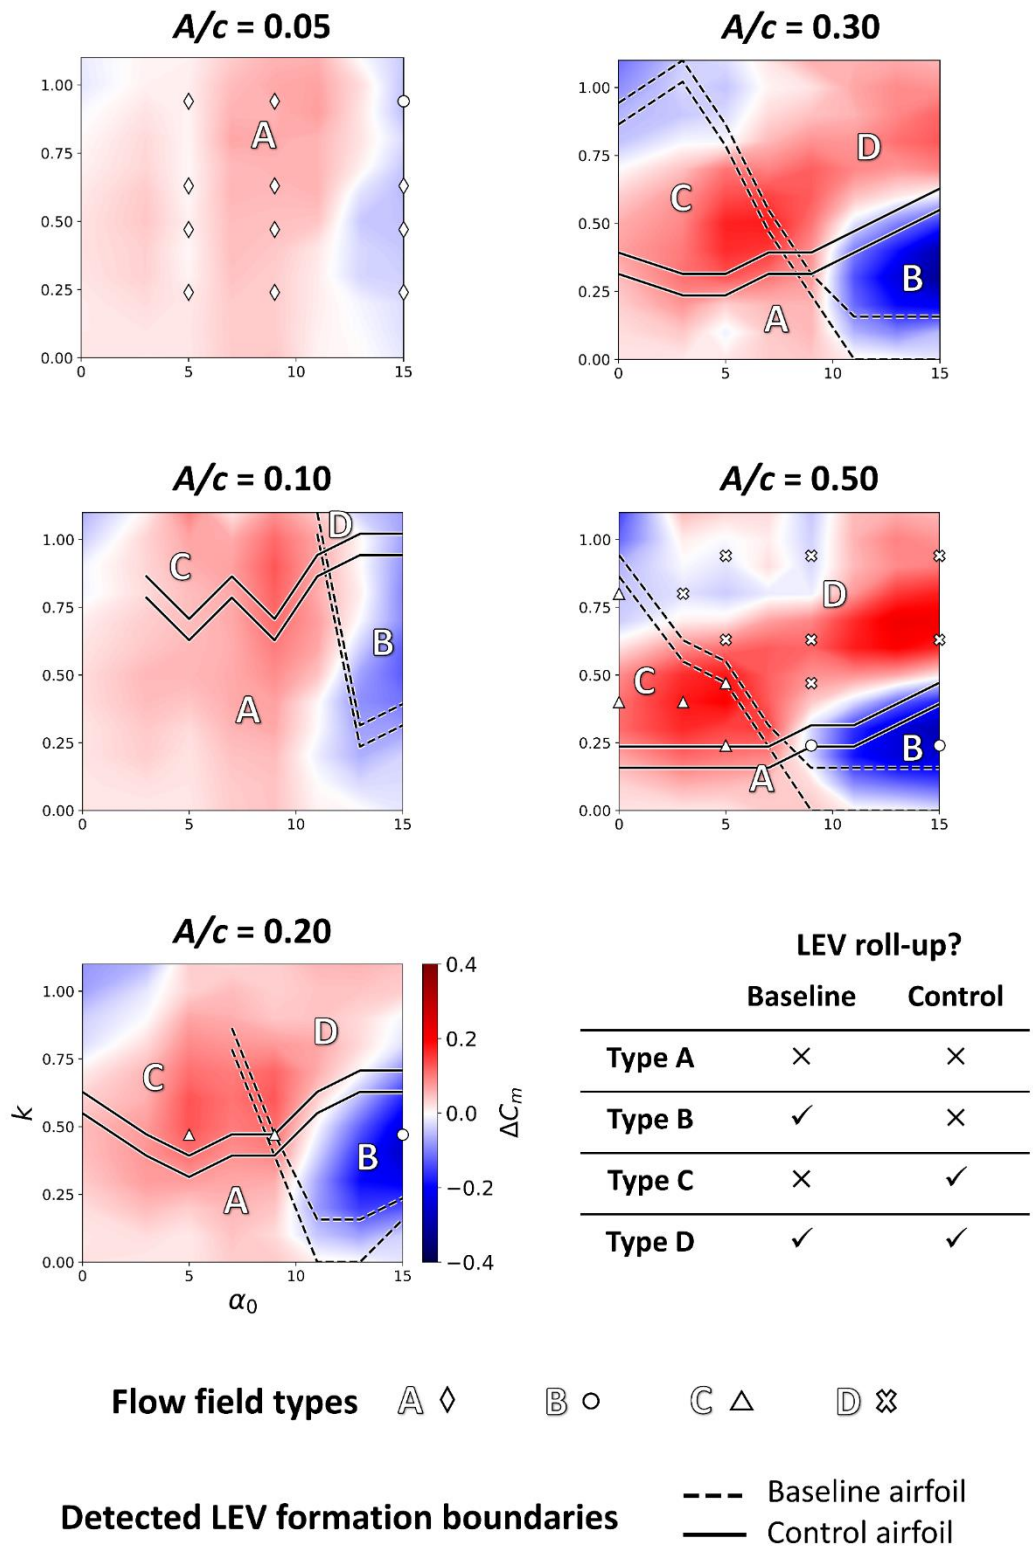 A/c = 0.05
1.00
0.75
0.50
0.25
0.00
0 5 10 15
A
A/c = 0.30
1.00
0.75
0.50
0.25
0.00
0 5 10 15
D
C
B
A
A/c = 0.10
1.00
0.75
0.50
0.25
0.00
0 5 10 15
D
C
B
A
A/c = 0.50
1.00
0.75
0.50
0.25
0.00
0 5 10 15
D
C
B
A
A/c = 0.20
1.00
0.75
0.50
0.25
0.00
0 5 10 15
k
α₀
D
C
B
A
0.4
0.2
0.0
−0.2
−0.4
ΔCₘ
LEV roll-up?
Baseline Control
Type A × ×
Type B ✓ ×
Type C × ✓
Type D ✓ ✓
Flow field types A B C D
Detected LEV formation boundaries
Baseline airfoil
Control airfoil